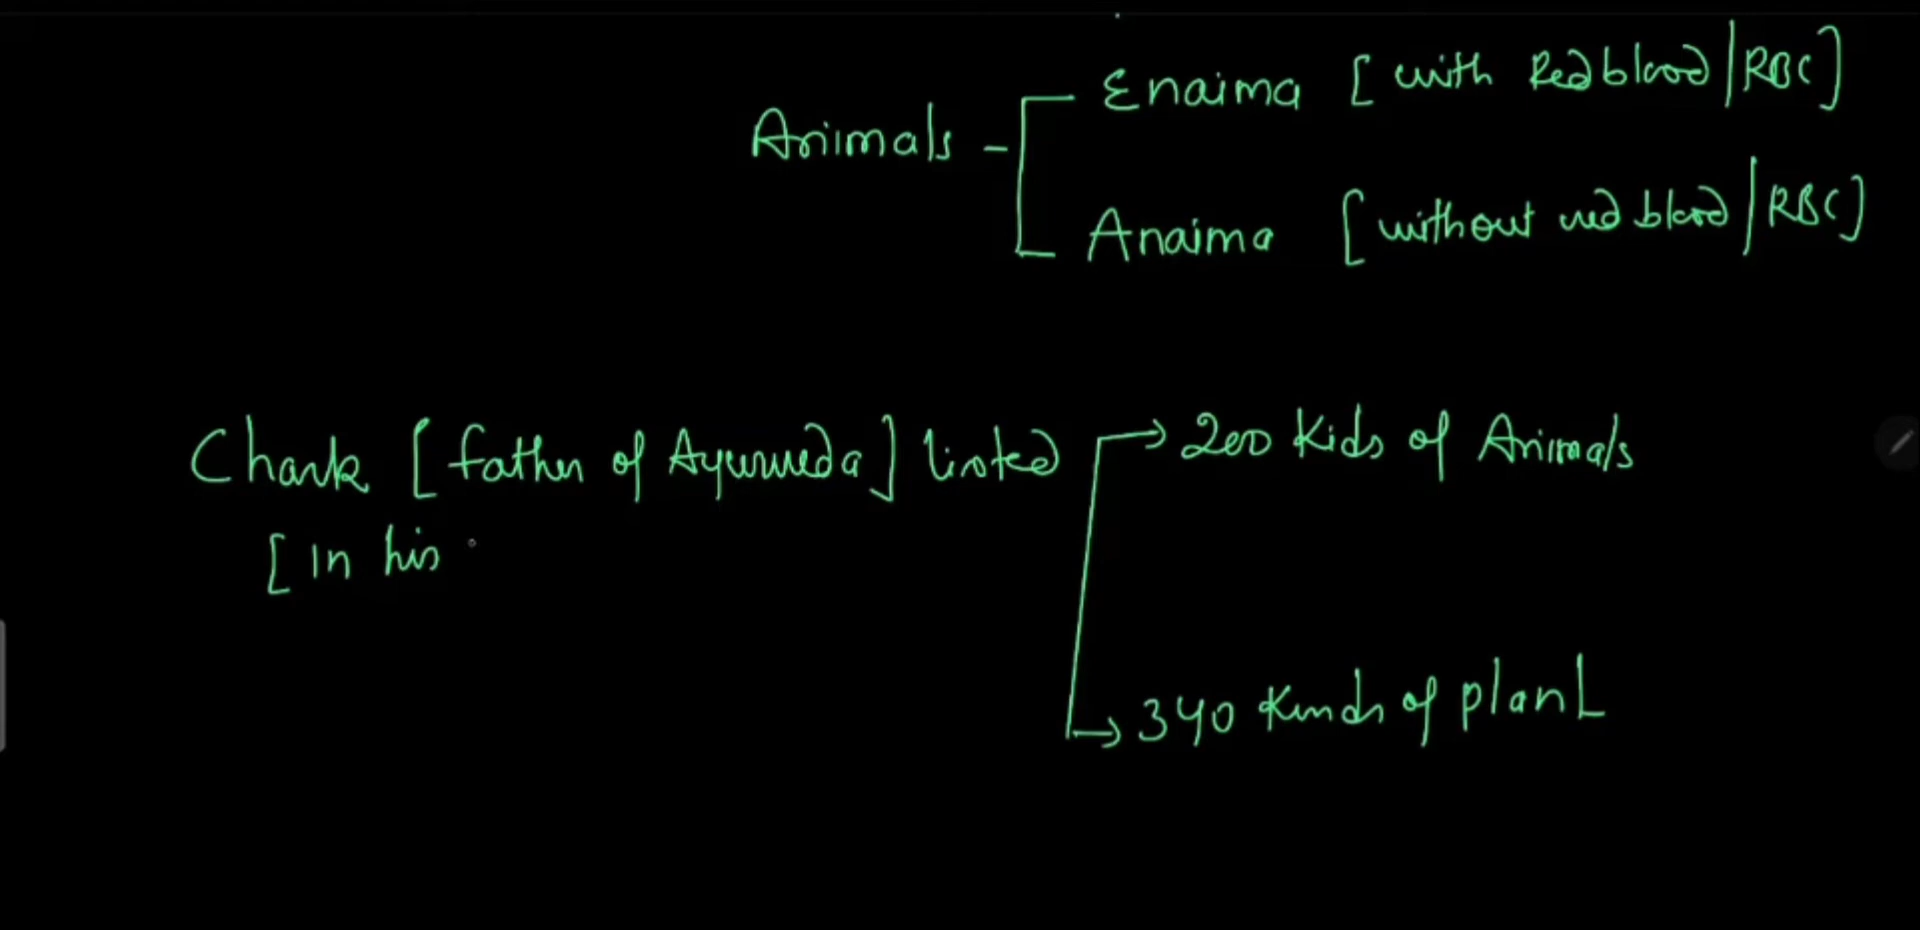 Enaima [with Red blood/RBC]
Animals -
Anaima [without red blood/RBC]
Chark [father of Ayurveda] listed → 200 Kids of Animals
[In his
→ 340 Kinds of plant